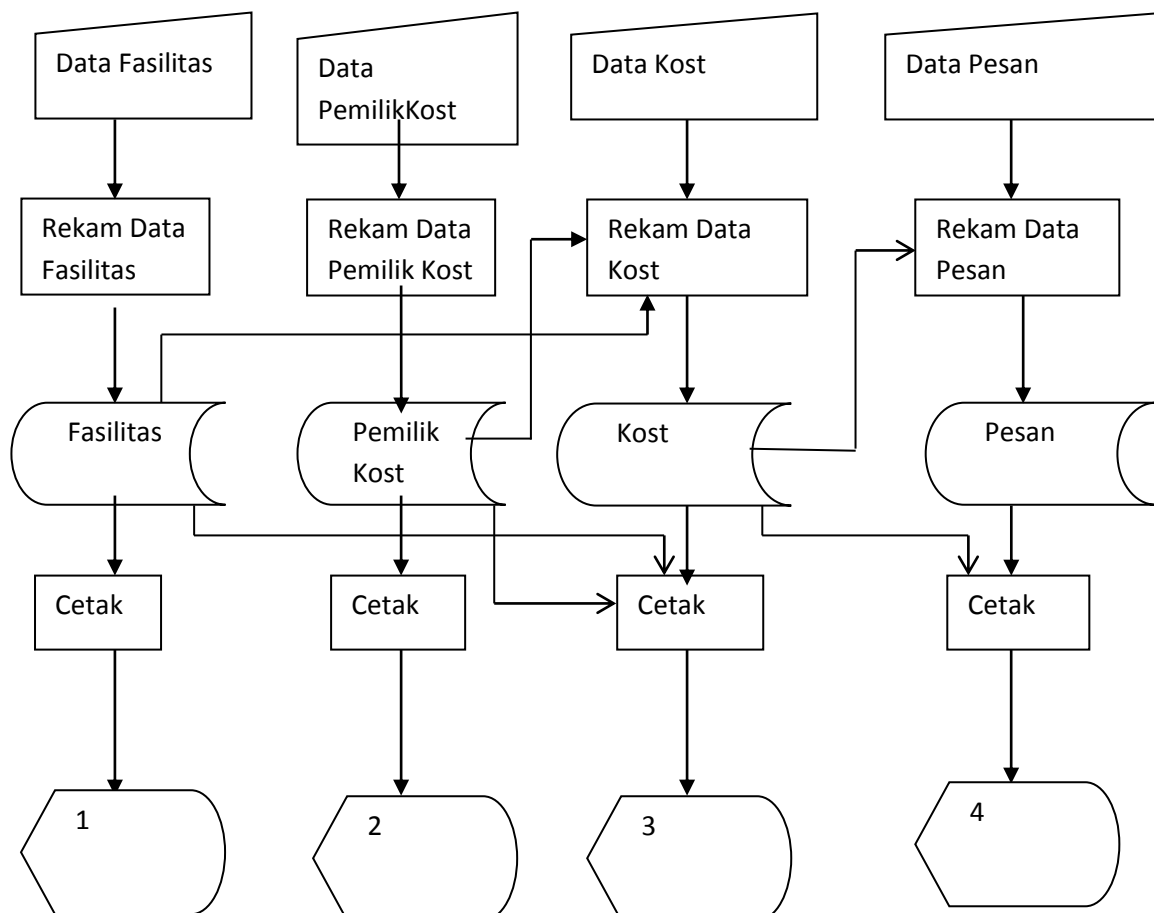 Data Fasilitas
Data
PemilikKost
Data Kost
Data Pesan
Rekam Data
Fasilitas
Rekam Data
Pemilik Kost
Rekam Data
Kost
Rekam Data
Pesan
Fasilitas
Pemilik
Kost
Kost
Pesan
Cetak
Cetak
Cetak
Cetak
1
2
3
4